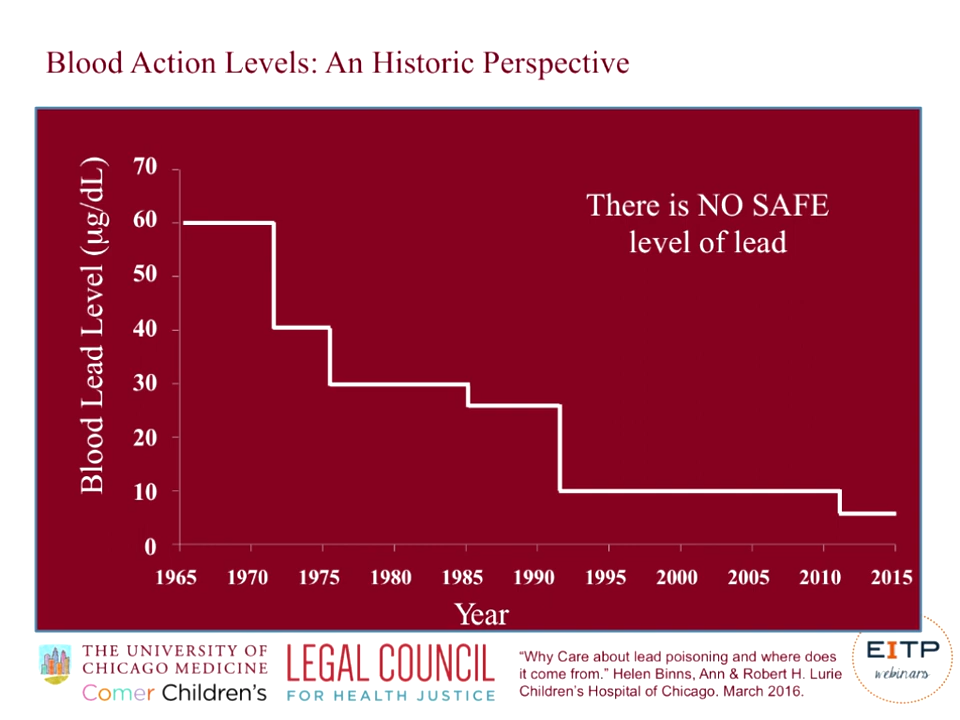 Blood Action Levels: An Historic Perspective
Blood Lead Level (µg/dL)
70
60
50
40
30
20
10
0
There is NO SAFE
level of lead
1965 1970 1975 1980 1985 1990 1995 2000 2005 2010 2015
Year
THE UNIVERSITY OF
CHICAGO MEDICINE
Comer Children's
LEGAL COUNCIL
FOR HEALTH JUSTICE
“Why Care about lead poisoning and where does
it come from.” Helen Binns, Ann & Robert H. Lurie
Children’s Hospital of Chicago. March 2016.
EITP
webinars